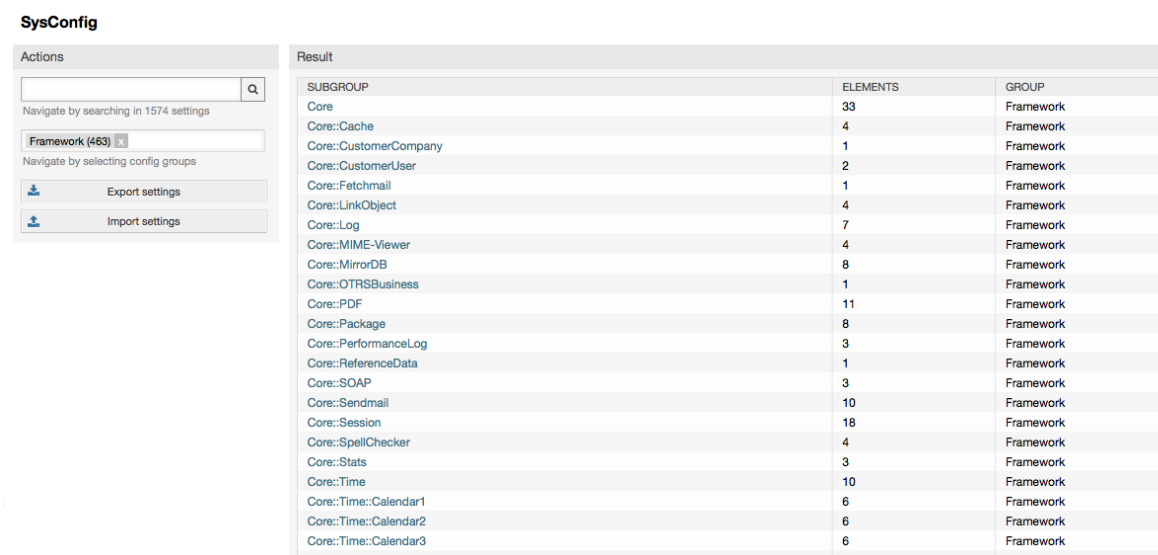 SysConfig
Actions
Navigate by searching in 1574 settings
Framework (463) x
Navigate by selecting config groups
Export settings
Import settings
Result
SUBGROUP ELEMENTS GROUP
Core 33 Framework
Core::Cache 4 Framework
Core::CustomerCompany 1 Framework
Core::CustomerUser 2 Framework
Core::Fetchmail 1 Framework
Core::LinkObject 4 Framework
Core::Log 7 Framework
Core::MIME-Viewer 4 Framework
Core::MirrorDB 8 Framework
Core::OTRSBusiness 1 Framework
Core::PDF 11 Framework
Core::Package 8 Framework
Core::PerformanceLog 3 Framework
Core::ReferenceData 1 Framework
Core::SOAP 3 Framework
Core::Sendmail 10 Framework
Core::Session 18 Framework
Core::SpellChecker 4 Framework
Core::Stats 3 Framework
Core::Time 10 Framework
Core::Time::Calendar1 6 Framework
Core::Time::Calendar2 6 Framework
Core::Time::Calendar3 6 Framework